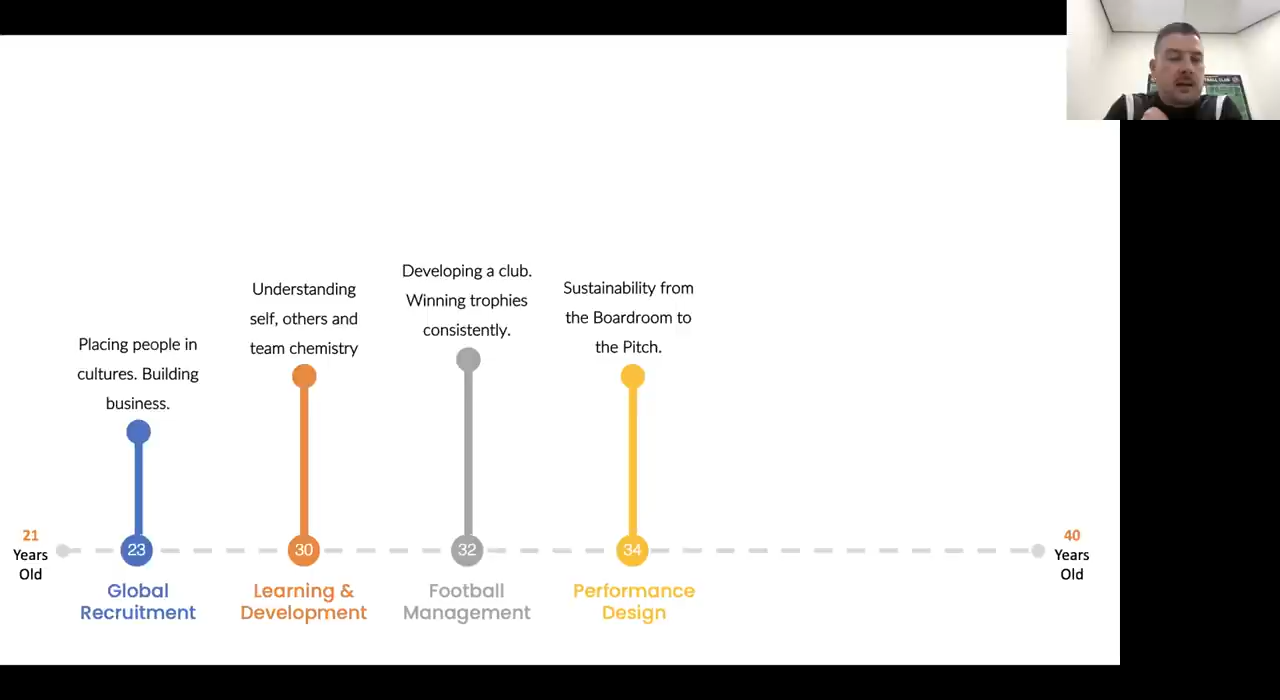 Developing a club.
Winning trophies
consistently.
Understanding
self, others and
team chemistry
Sustainability from
the Boardroom to
the Pitch.
Placing people in
cultures. Building
business.
21
Years
Old
23
30
32
34
40
Years
Old
Global
Recruitment
Learning &
Development
Football
Management
Performance
Design